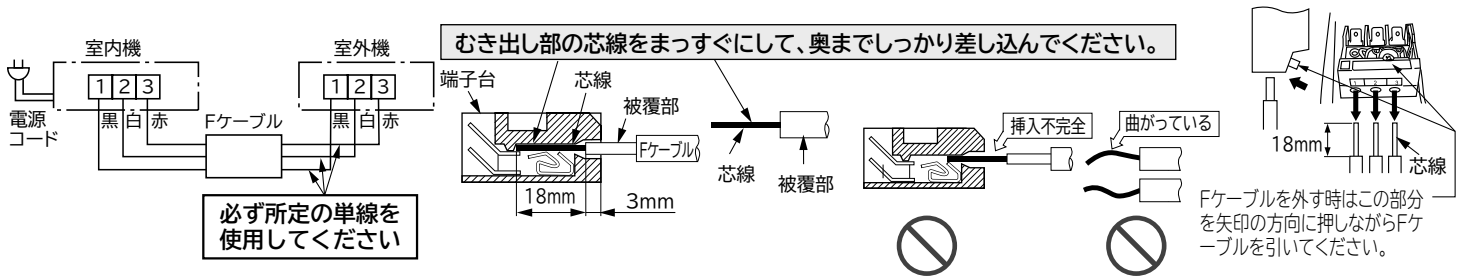 室内機
1 2 3
黒 白 赤
電源
コード
Fケーブル
室外機
1 2 3
黒 白 赤
必ず所定の単線を
使用してください
むき出し部の芯線をまっすぐにして、奥までしっかり差し込んでください。
端子台
芯線
被覆部
Fケーブル
18mm
3mm
芯線
被覆部
挿入不完全
曲がっている
1 2 3
18mm
芯線
Fケーブルを外す時はこの部分
を矢印の方向に押しながらFケ
ーブルを引いてください。